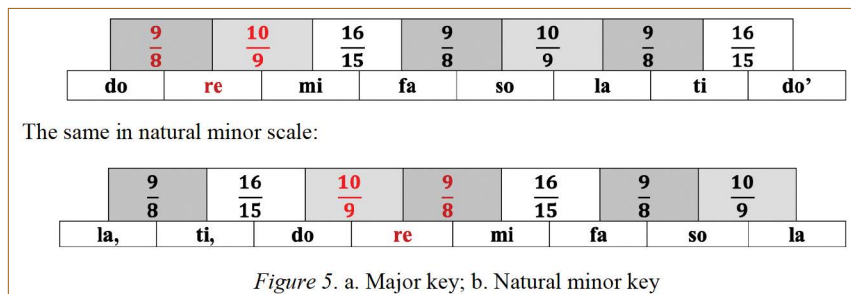 9/8 10/9 16/15 9/8 10/9 9/8 16/15
do re mi fa so la ti do’
The same in natural minor scale:
9/8 16/15 10/9 9/8 16/15 9/8 10/9
la, ti, do re mi fa so la
Figure 5. a. Major key; b. Natural minor key